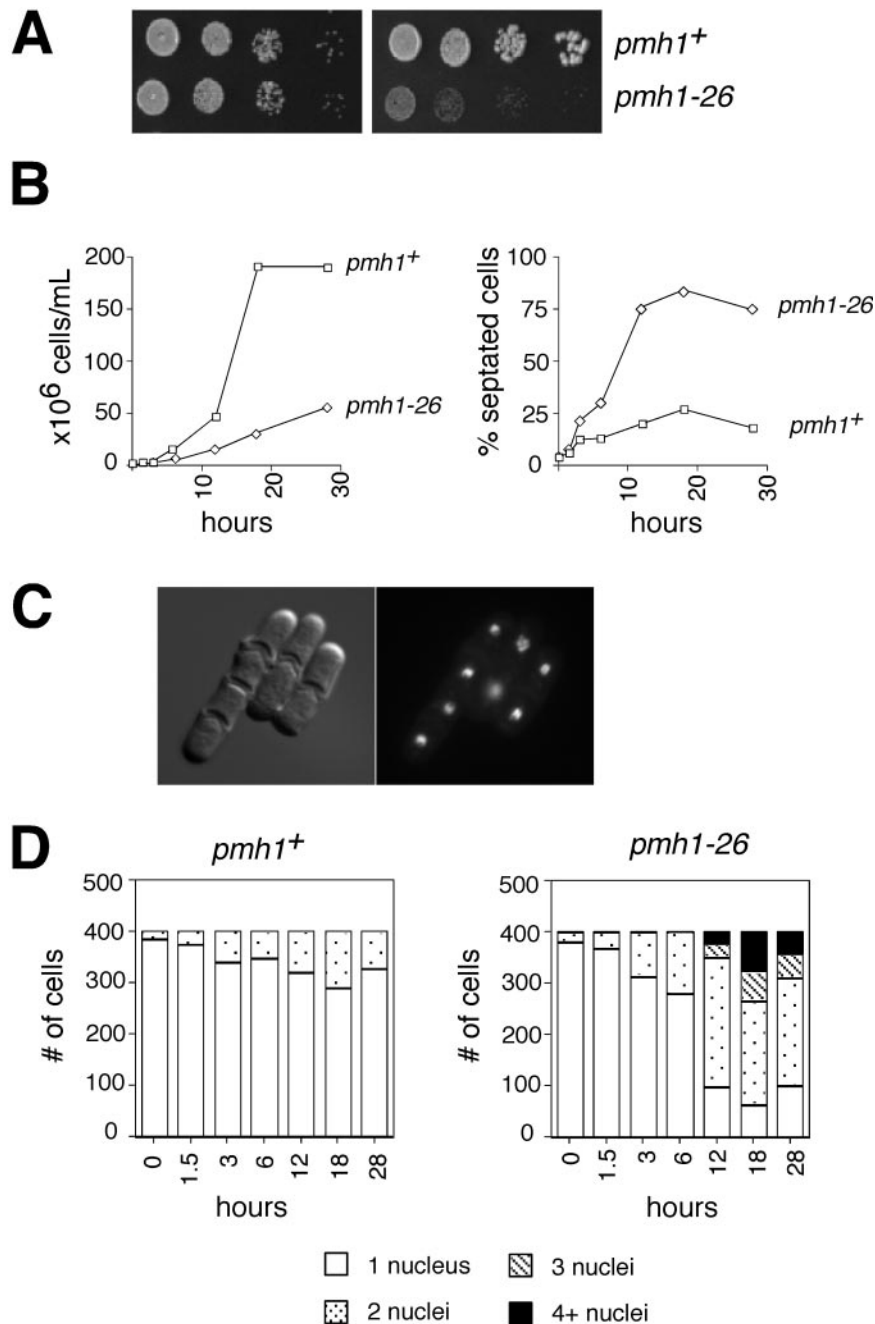 A
pmh1+
pmh1-26
B
x10⁶ cells/mL
200
150
100
50
0
10
20
30
hours
pmh1+
pmh1-26
% septated cells
100
75
50
25
0
10
20
30
hours
pmh1-26
pmh1+
C
D
pmh1+
# of cells
500
400
300
200
100
0
0
1.5
3
6
12
18
28
hours
pmh1-26
# of cells
500
400
300
200
100
0
0
1.5
3
6
12
18
28
hours
1 nucleus
3 nuclei
2 nuclei
4+ nuclei